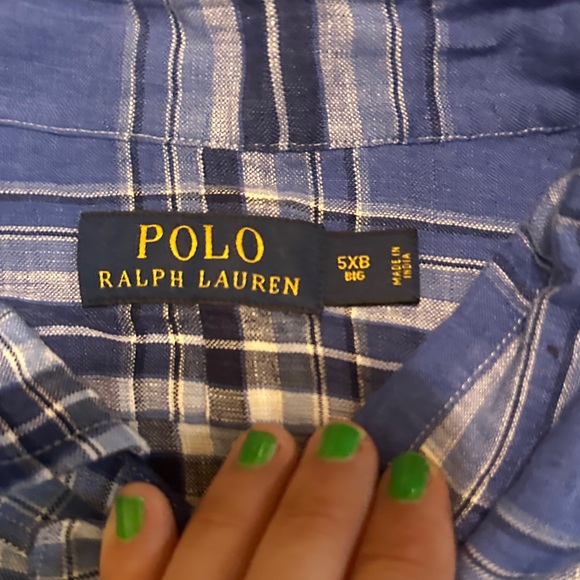 POLO
RALPH LAUREN
5XB
BIG
MADE IN
INDIA